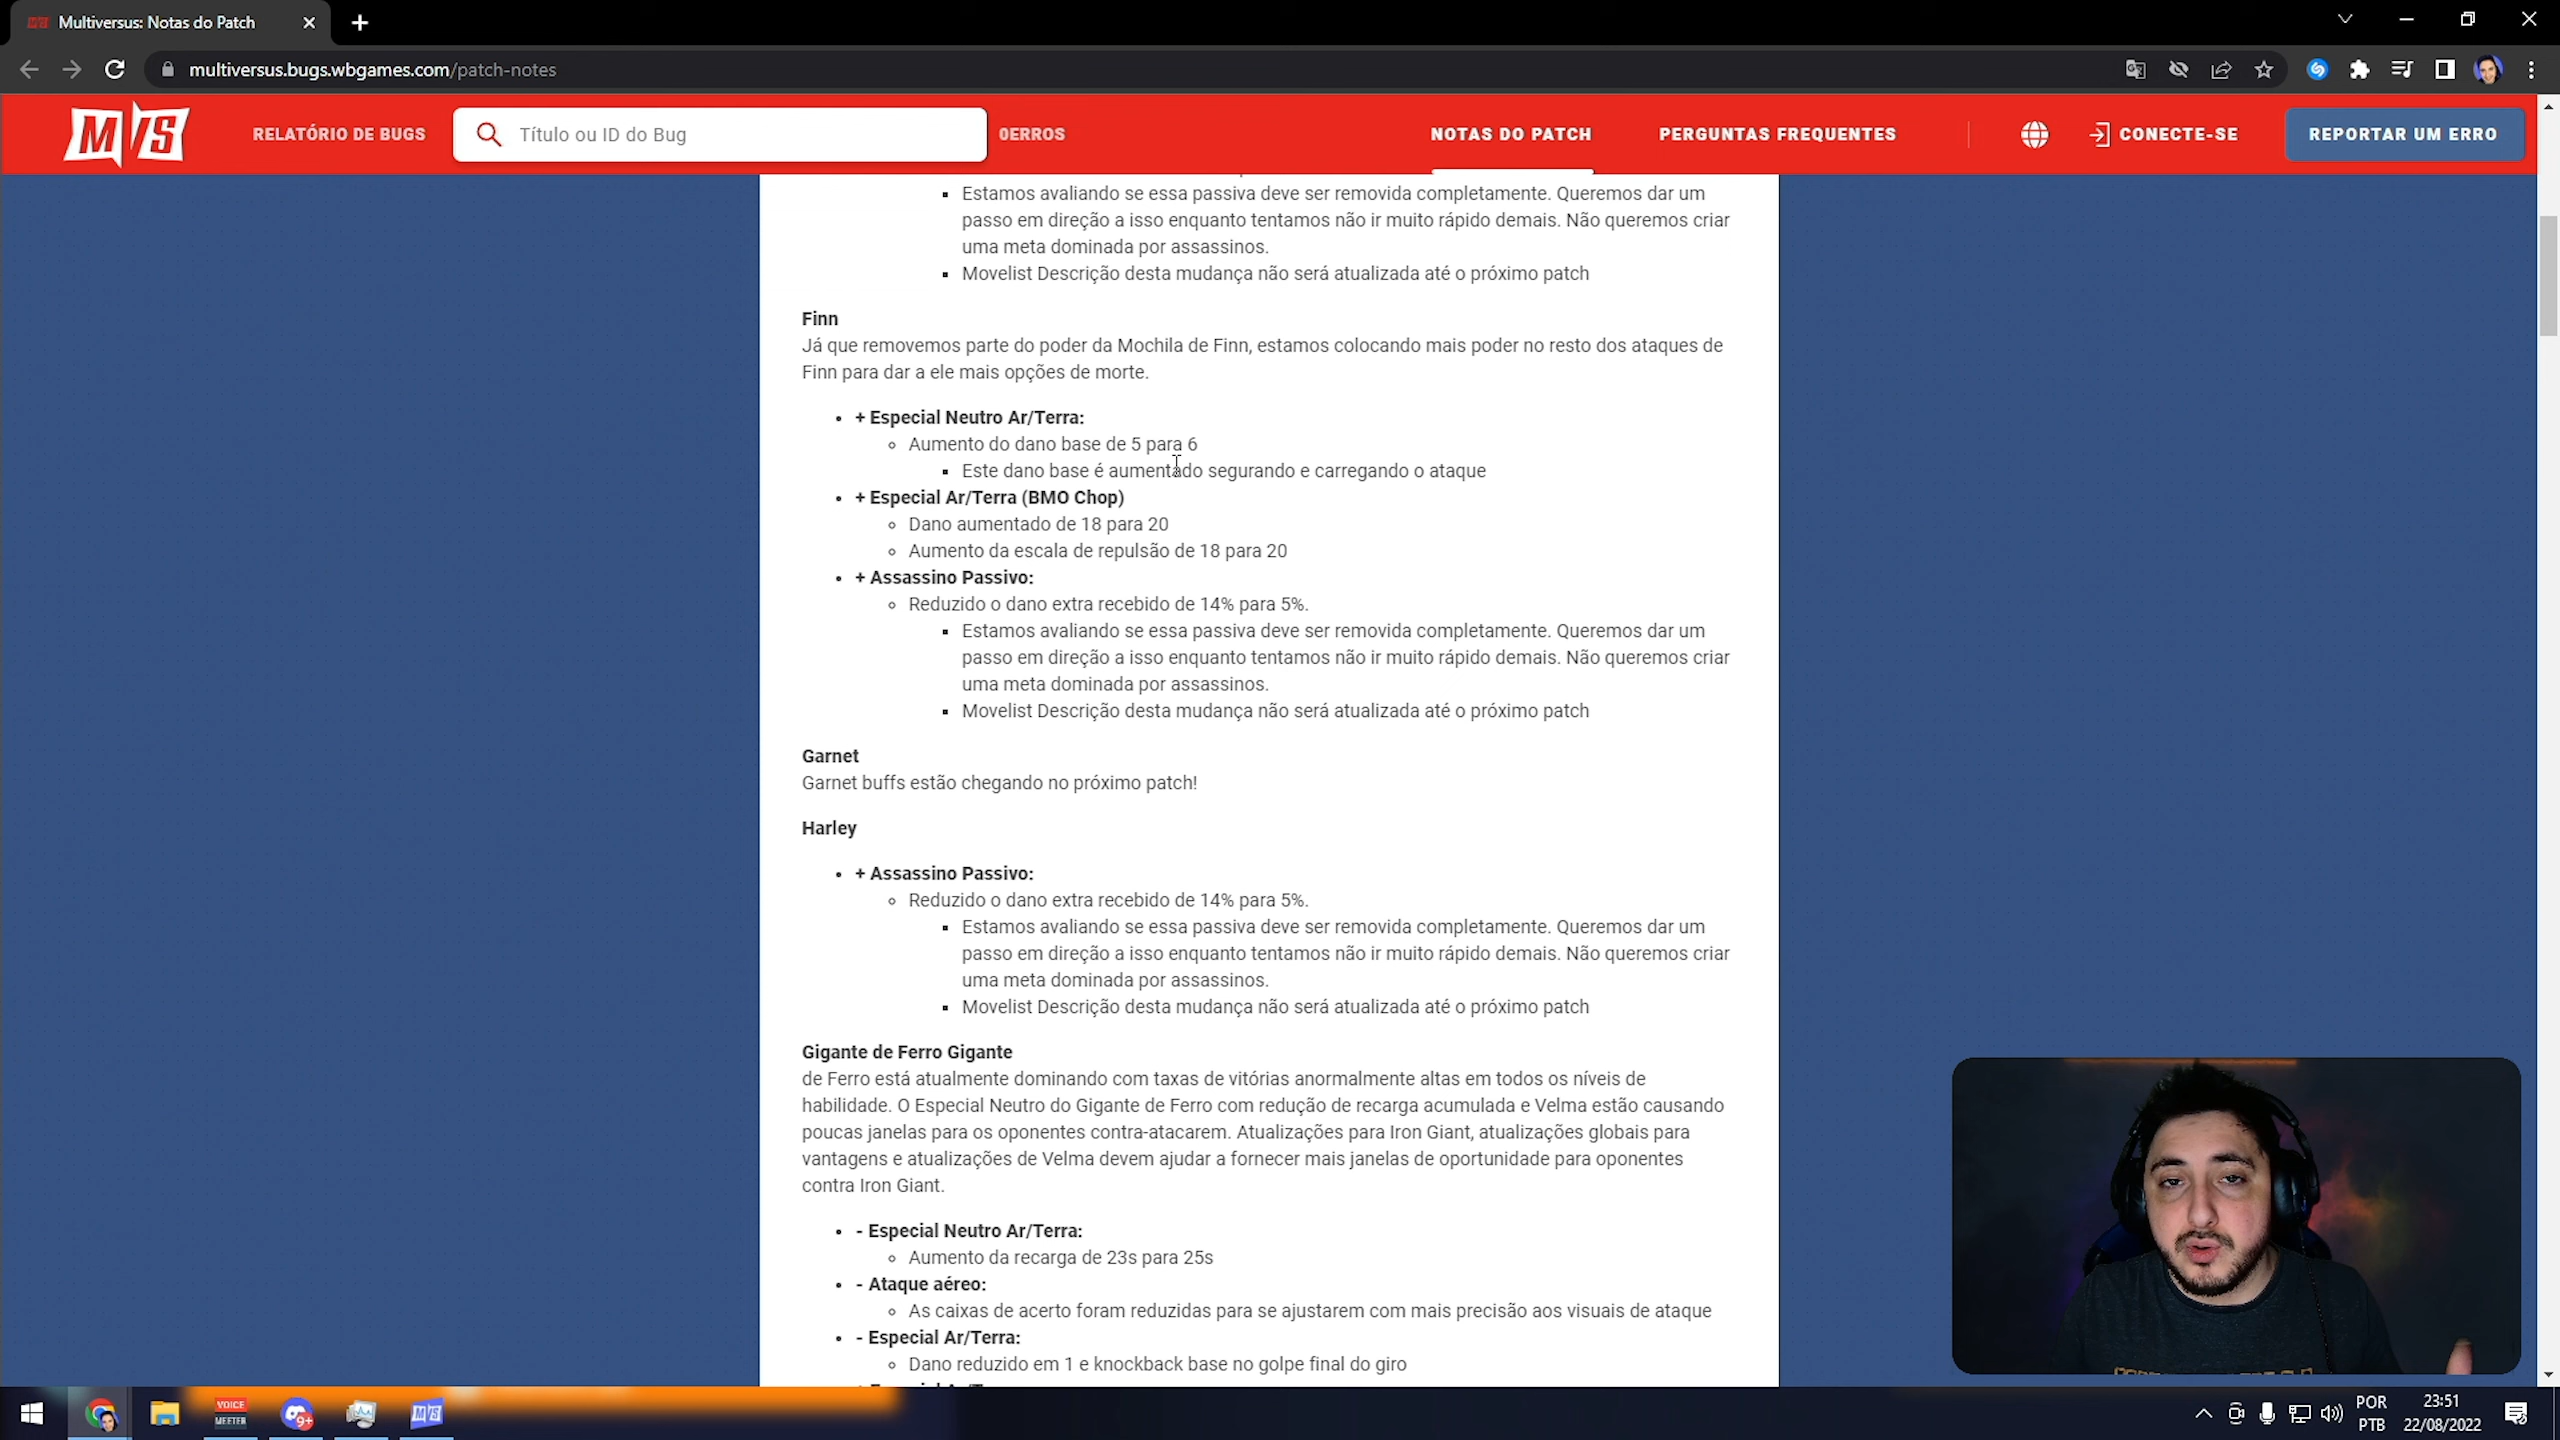 Multiversus: Notas do Patch
multiversus.bugs.wbgames.com/patch-notes
M/S
RELATÓRIO DE BUGS
Título ou ID do Bug
0ERROS
NOTAS DO PATCH
PERGUNTAS FREQUENTES
CONECTE-SE
REPORTAR UM ERRO
Estamos avaliando se essa passiva deve ser removida completamente. Queremos dar um
passo em direção a isso enquanto tentamos não ir muito rápido demais. Não queremos criar
uma meta dominada por assassinos.
Movelist Descrição desta mudança não será atualizada até o próximo patch
Finn
Já que removemos parte do poder da Mochila de Finn, estamos colocando mais poder no resto dos ataques de
Finn para dar a ele mais opções de morte.
+ Especial Neutro Ar/Terra:
Aumento do dano base de 5 para 6
Este dano base é aumentado segurando e carregando o ataque
+ Especial Ar/Terra (BMO Chop)
Dano aumentado de 18 para 20
Aumento da escala de repulsão de 18 para 20
+ Assassino Passivo:
Reduzido o dano extra recebido de 14% para 5%.
Estamos avaliando se essa passiva deve ser removida completamente. Queremos dar um
passo em direção a isso enquanto tentamos não ir muito rápido demais. Não queremos criar
uma meta dominada por assassinos.
Movelist Descrição desta mudança não será atualizada até o próximo patch
Garnet
Garnet buffs estão chegando no próximo patch!
Harley
+ Assassino Passivo:
Reduzido o dano extra recebido de 14% para 5%.
Estamos avaliando se essa passiva deve ser removida completamente. Queremos dar um
passo em direção a isso enquanto tentamos não ir muito rápido demais. Não queremos criar
uma meta dominada por assassinos.
Movelist Descrição desta mudança não será atualizada até o próximo patch
Gigante de Ferro Gigante
de Ferro está atualmente dominando com taxas de vitórias anormalmente altas em todos os níveis de
habilidade. O Especial Neutro do Gigante de Ferro com redução de recarga acumulada e Velma estão causando
poucas janelas para os oponentes contra-atacarem. Atualizações para Iron Giant, atualizações globais para
vantagens e atualizações de Velma devem ajudar a fornecer mais janelas de oportunidade para oponentes
contra Iron Giant.
- Especial Neutro Ar/Terra:
Aumento da recarga de 23s para 25s
- Ataque aéreo:
As caixas de acerto foram reduzidas para se ajustarem com mais precisão aos visuais de ataque
- Especial Ar/Terra:
Dano reduzido em 1 e knockback base no golpe final do giro
VOICE
MEETER
9+
M/S
POR
PTB
23:51
22/08/2022